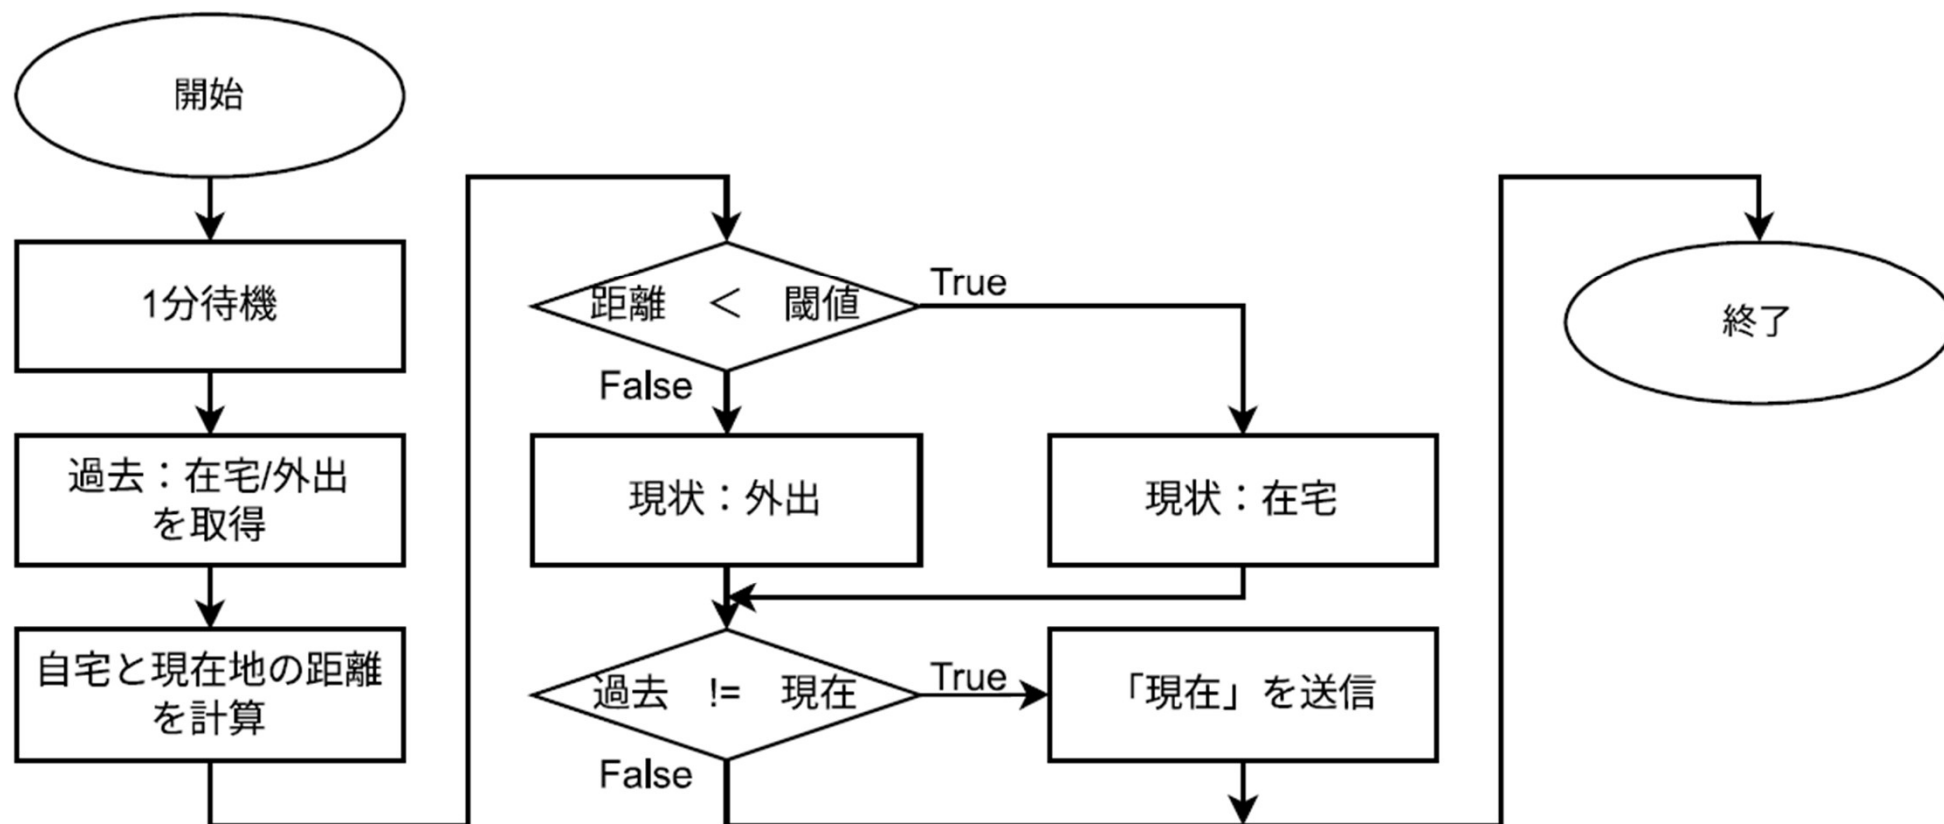 開始
1分待機
過去：在宅/外出
を取得
自宅と現在地の距離
を計算
距離　＜　閾値
True
False
現状：外出
現状：在宅
過去　!=　現在
True
False
「現在」を送信
終了